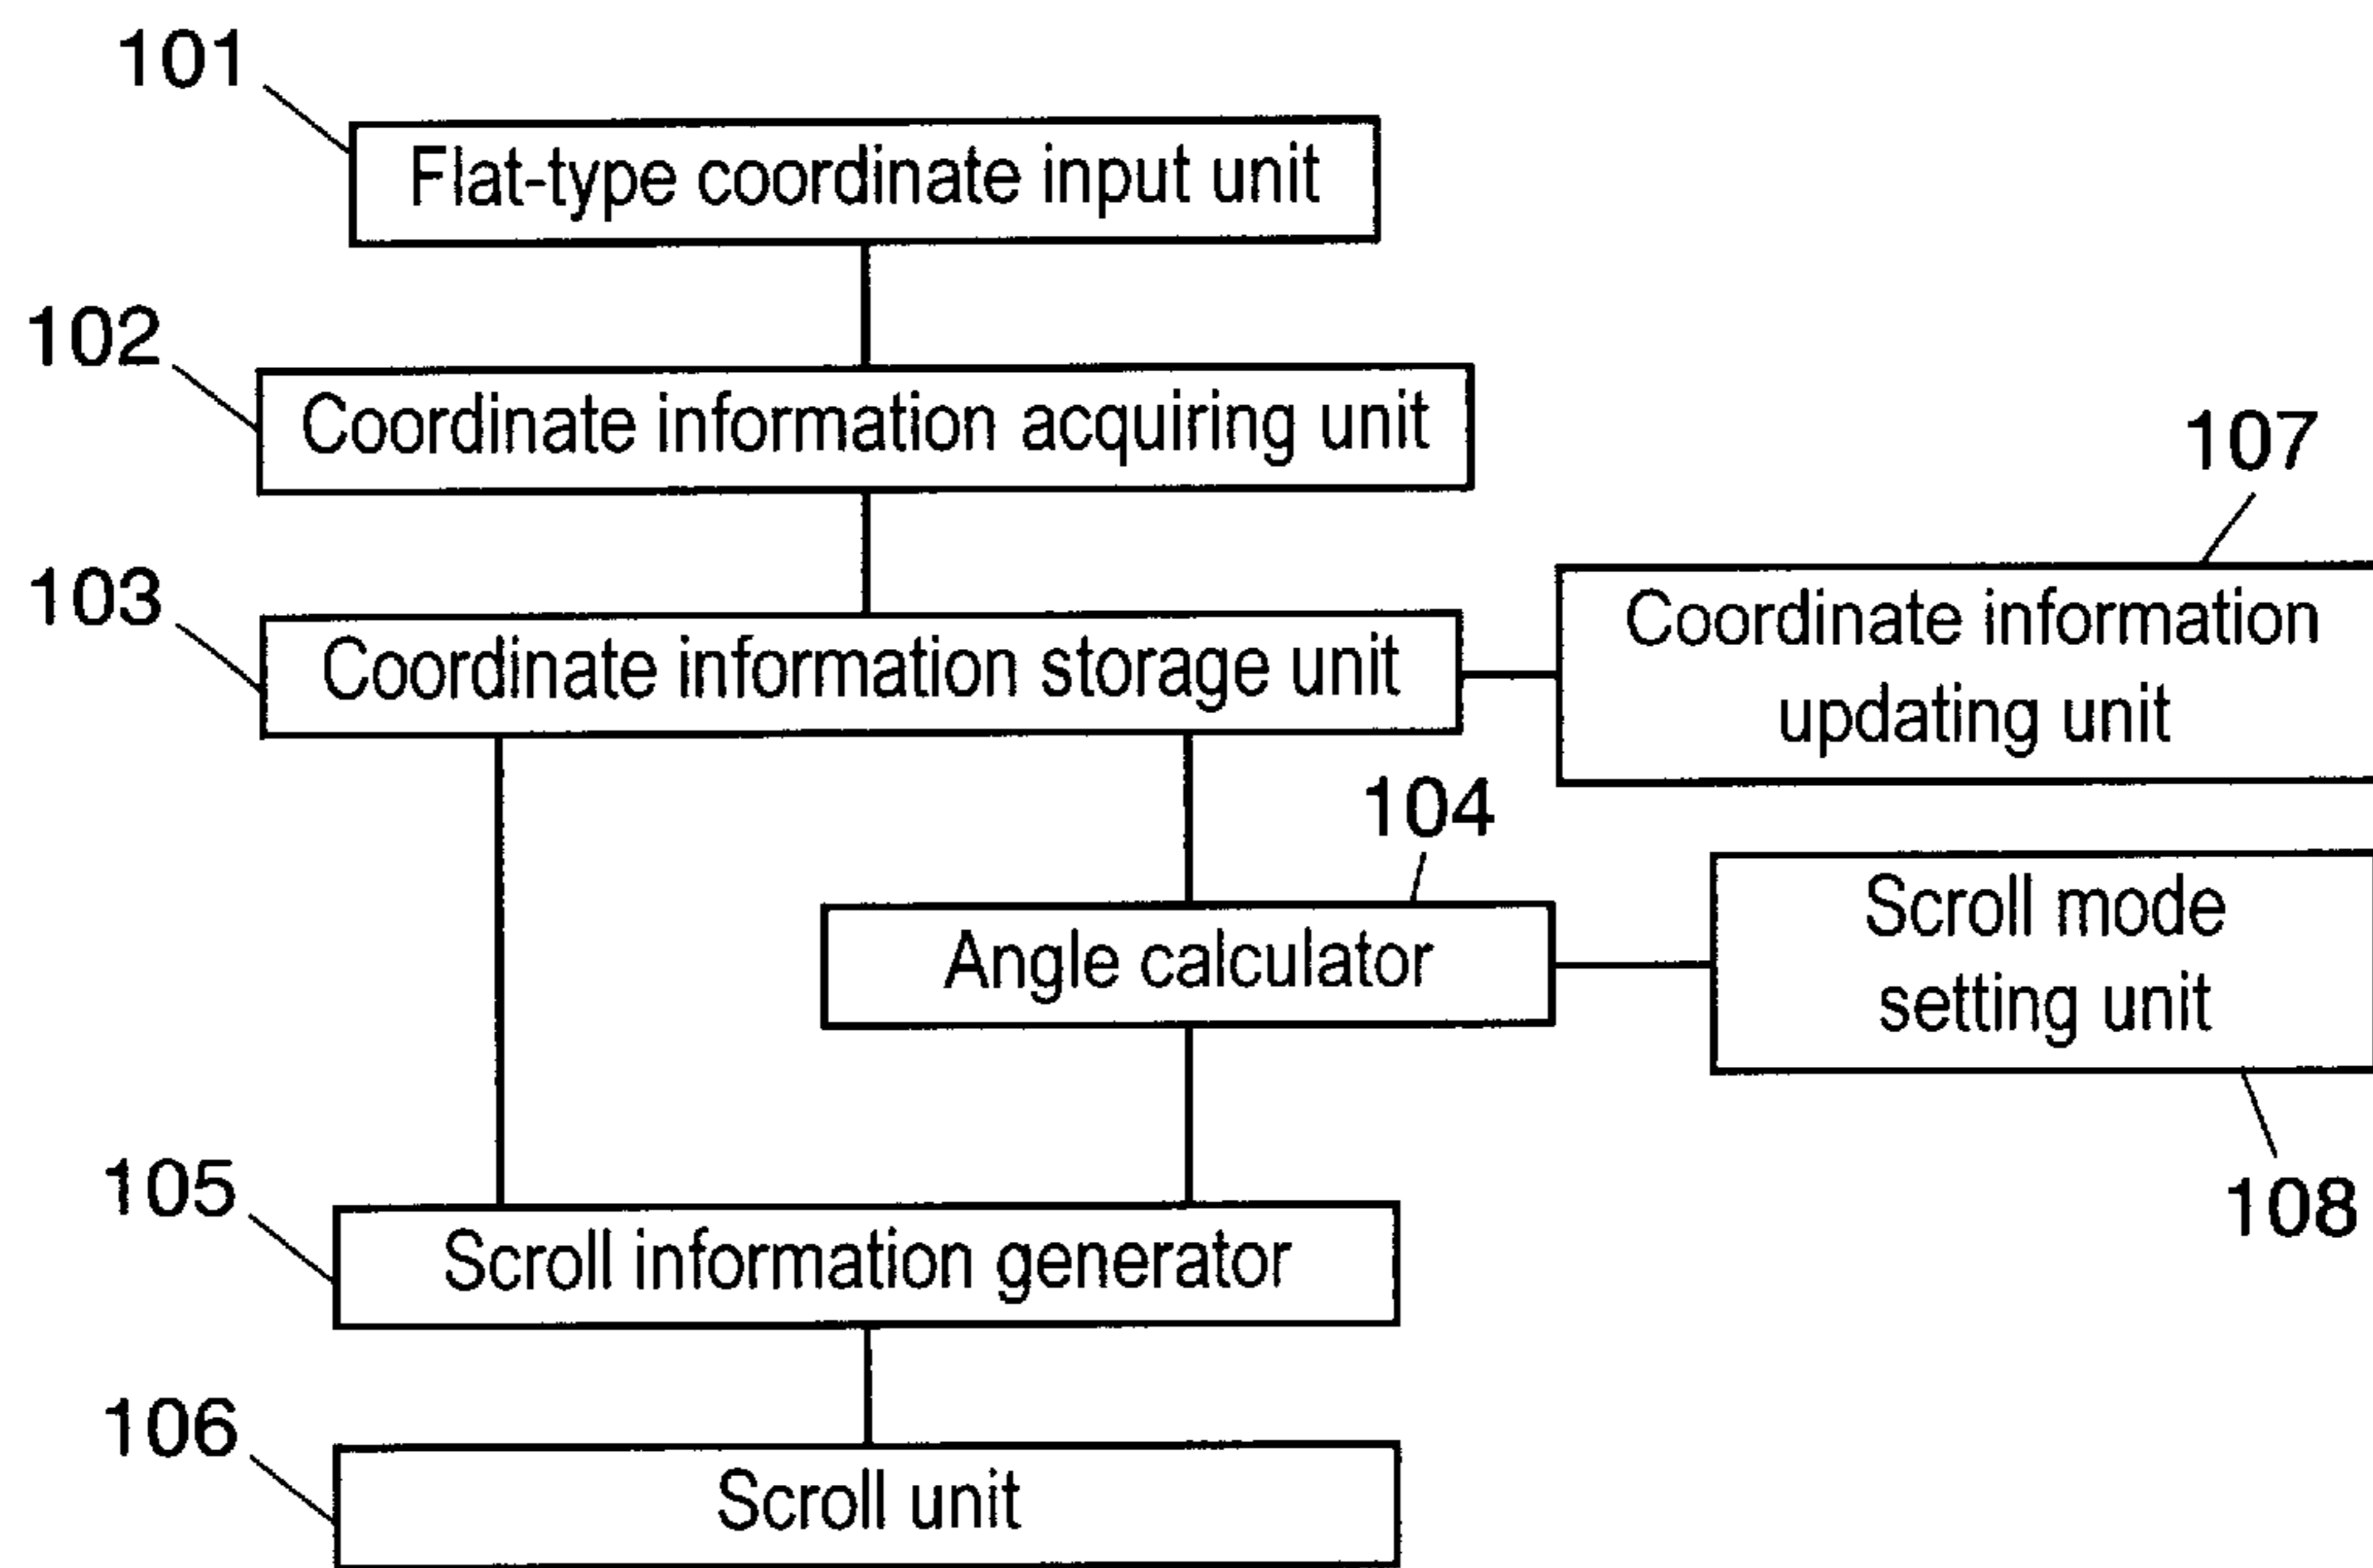 101
Flat-type coordinate input unit
102
Coordinate information acquiring unit
107
103
Coordinate information storage unit
Coordinate information
updating unit
104
Angle calculator
Scroll mode
setting unit
105
Scroll information generator
108
106
Scroll unit